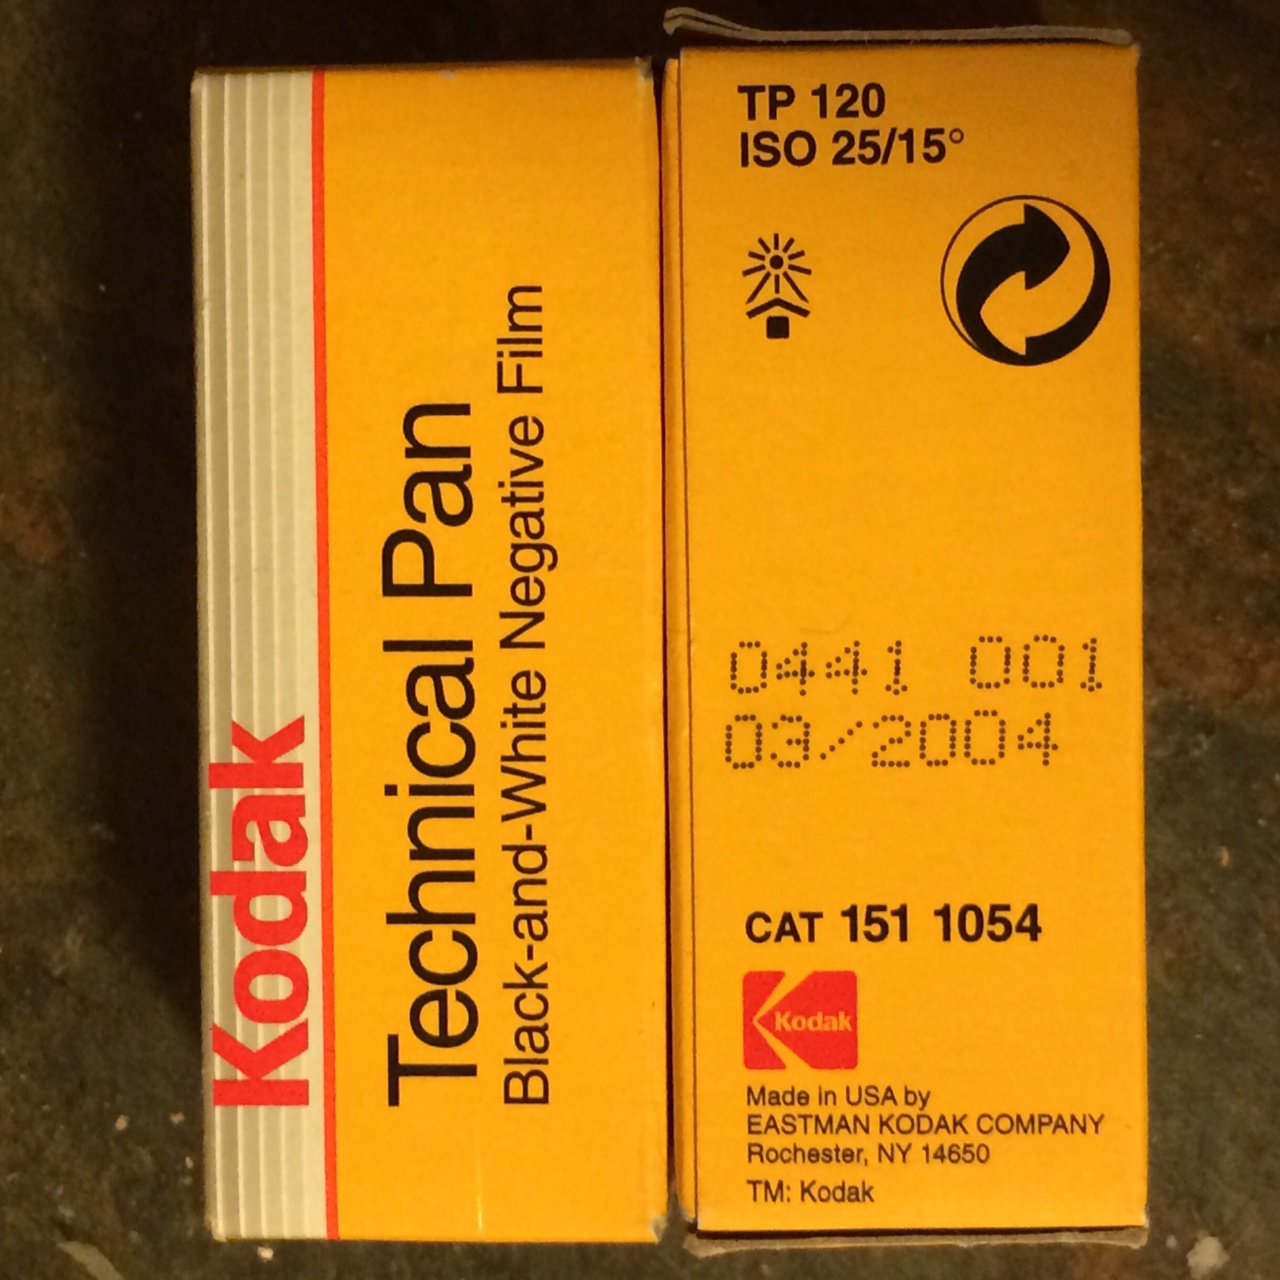 Kodak
Technical Pan
Black-and-White Negative Film
TP 120
ISO 25/15°
0441 001
03/2004
CAT 151 1054
Kodak
Made in USA by
EASTMAN KODAK COMPANY
Rochester, NY 14650
TM: Kodak